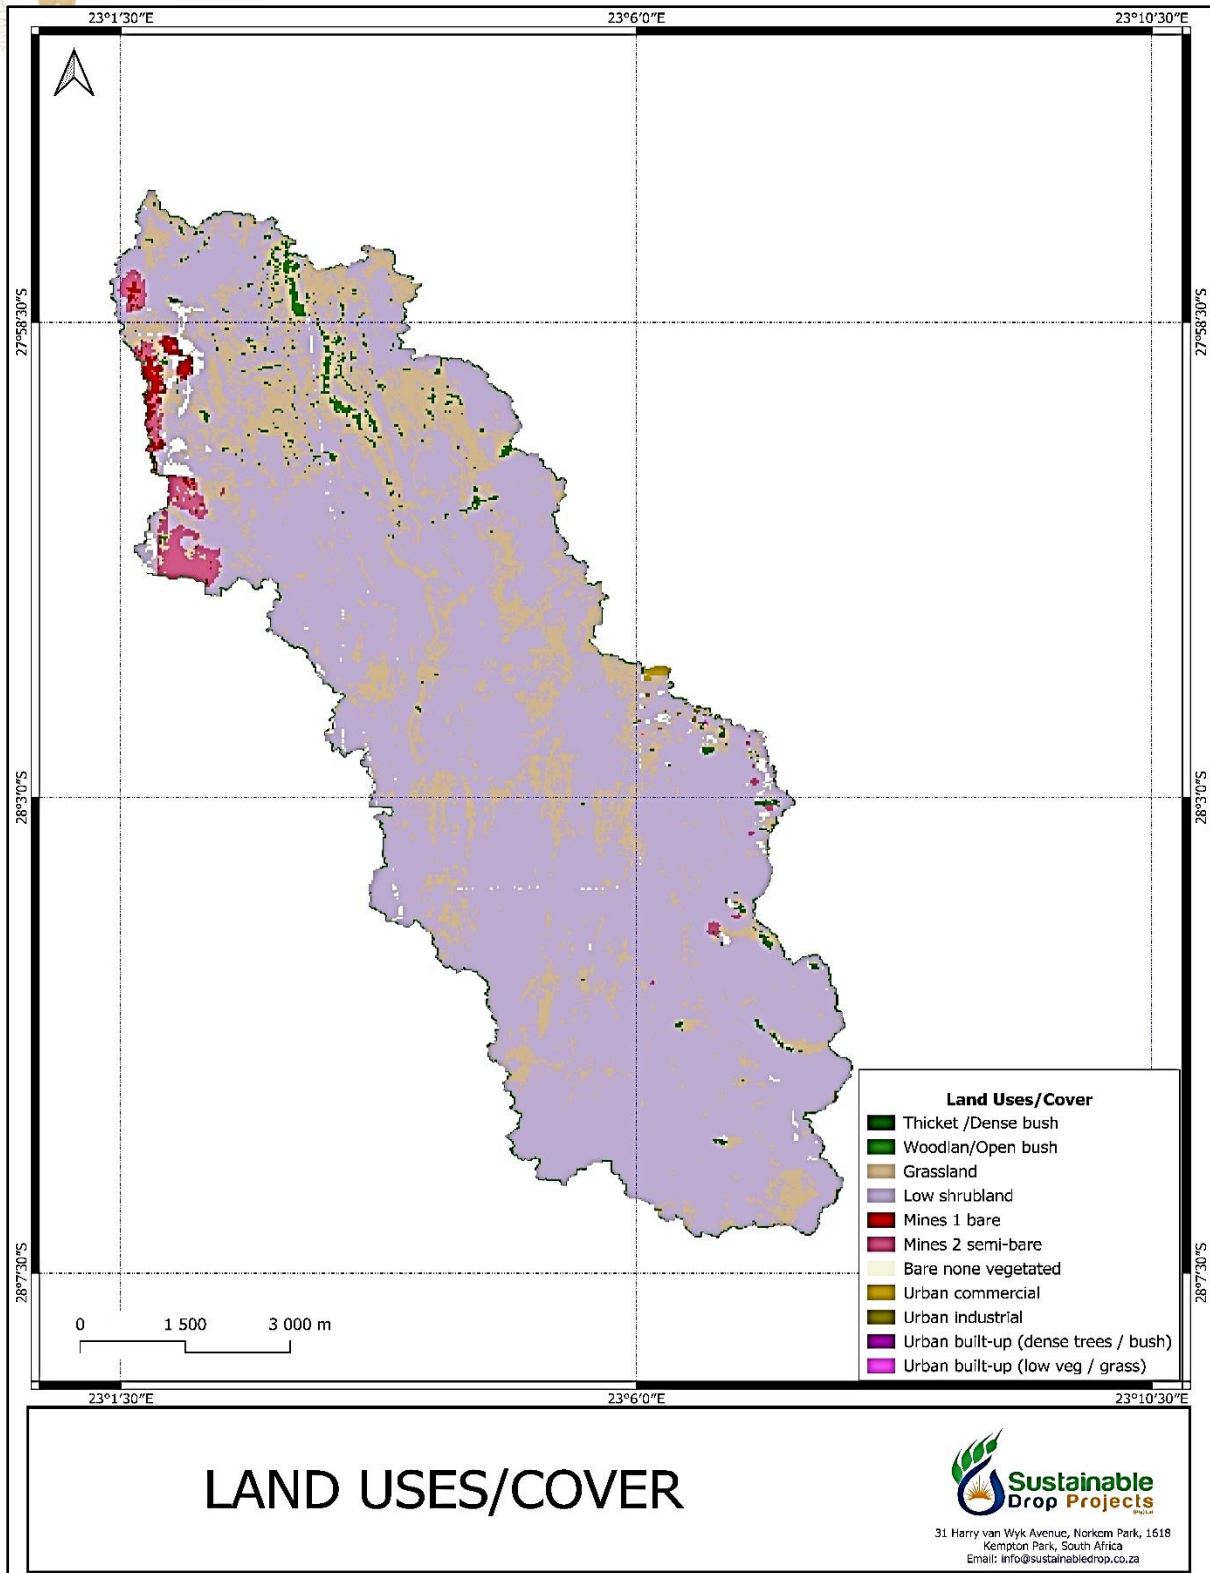 23°1'30"E 23°6'0"E 23°10'30"E
27°58'30"S 27°58'30"S
28°3'0"S 28°3'0"S
28°7'30"S 28°7'30"S
Land Uses/Cover
Thicket /Dense bush
Woodlan/Open bush
Grassland
Low shrubland
Mines 1 bare
Mines 2 semi-bare
Bare none vegetated
Urban commercial
Urban industrial
Urban built-up (dense trees / bush)
Urban built-up (low veg / grass)
0 1 500 3 000 m
23°1'30"E 23°6'0"E 23°10'30"E
LAND USES/COVER
Sustainable
Drop Projects
31 Harry van Wyk Avenue, Norkem Park, 1618
Kempton Park, South Africa
Email: info@sustainabledrop.co.za